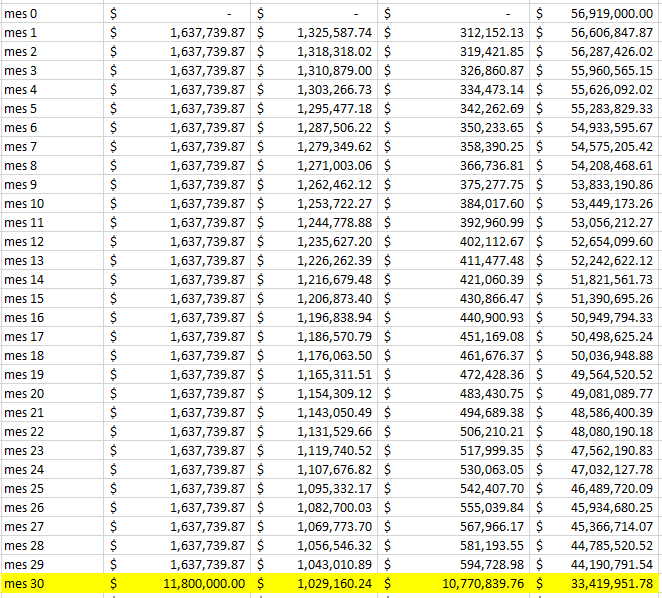 mes 0 $ - $ - $ - $ 56,919,000.00
mes 1 $ 1,637,739.87 $ 1,325,587.74 $ 312,152.13 $ 56,606,847.87
mes 2 $ 1,637,739.87 $ 1,318,318.02 $ 319,421.85 $ 56,287,426.02
mes 3 $ 1,637,739.87 $ 1,310,879.00 $ 326,860.87 $ 55,960,565.15
mes 4 $ 1,637,739.87 $ 1,303,266.73 $ 334,473.14 $ 55,626,092.02
mes 5 $ 1,637,739.87 $ 1,295,477.18 $ 342,262.69 $ 55,283,829.33
mes 6 $ 1,637,739.87 $ 1,287,506.22 $ 350,233.65 $ 54,933,595.67
mes 7 $ 1,637,739.87 $ 1,279,349.62 $ 358,390.25 $ 54,575,205.42
mes 8 $ 1,637,739.87 $ 1,271,003.06 $ 366,736.81 $ 54,208,468.61
mes 9 $ 1,637,739.87 $ 1,262,462.12 $ 375,277.75 $ 53,833,190.86
mes 10 $ 1,637,739.87 $ 1,253,722.27 $ 384,017.60 $ 53,449,173.26
mes 11 $ 1,637,739.87 $ 1,244,778.88 $ 392,960.99 $ 53,056,212.27
mes 12 $ 1,637,739.87 $ 1,235,627.20 $ 402,112.67 $ 52,654,099.60
mes 13 $ 1,637,739.87 $ 1,226,262.39 $ 411,477.48 $ 52,242,622.12
mes 14 $ 1,637,739.87 $ 1,216,679.48 $ 421,060.39 $ 51,821,561.73
mes 15 $ 1,637,739.87 $ 1,206,873.40 $ 430,866.47 $ 51,390,695.26
mes 16 $ 1,637,739.87 $ 1,196,838.94 $ 440,900.93 $ 50,949,794.33
mes 17 $ 1,637,739.87 $ 1,186,570.79 $ 451,169.08 $ 50,498,625.24
mes 18 $ 1,637,739.87 $ 1,176,063.50 $ 461,676.37 $ 50,036,948.88
mes 19 $ 1,637,739.87 $ 1,165,311.51 $ 472,428.36 $ 49,564,520.52
mes 20 $ 1,637,739.87 $ 1,154,309.12 $ 483,430.75 $ 49,081,089.77
mes 21 $ 1,637,739.87 $ 1,143,050.49 $ 494,689.38 $ 48,586,400.39
mes 22 $ 1,637,739.87 $ 1,131,529.66 $ 506,210.21 $ 48,080,190.18
mes 23 $ 1,637,739.87 $ 1,119,740.52 $ 517,999.35 $ 47,562,190.83
mes 24 $ 1,637,739.87 $ 1,107,676.82 $ 530,063.05 $ 47,032,127.78
mes 25 $ 1,637,739.87 $ 1,095,332.17 $ 542,407.70 $ 46,489,720.09
mes 26 $ 1,637,739.87 $ 1,082,700.03 $ 555,039.84 $ 45,934,680.25
mes 27 $ 1,637,739.87 $ 1,069,773.70 $ 567,966.17 $ 45,366,714.07
mes 28 $ 1,637,739.87 $ 1,056,546.32 $ 581,193.55 $ 44,785,520.52
mes 29 $ 1,637,739.87 $ 1,043,010.89 $ 594,728.98 $ 44,190,791.54
mes 30 $ 11,800,000.00 $ 1,029,160.24 $ 10,770,839.76 $ 33,419,951.78